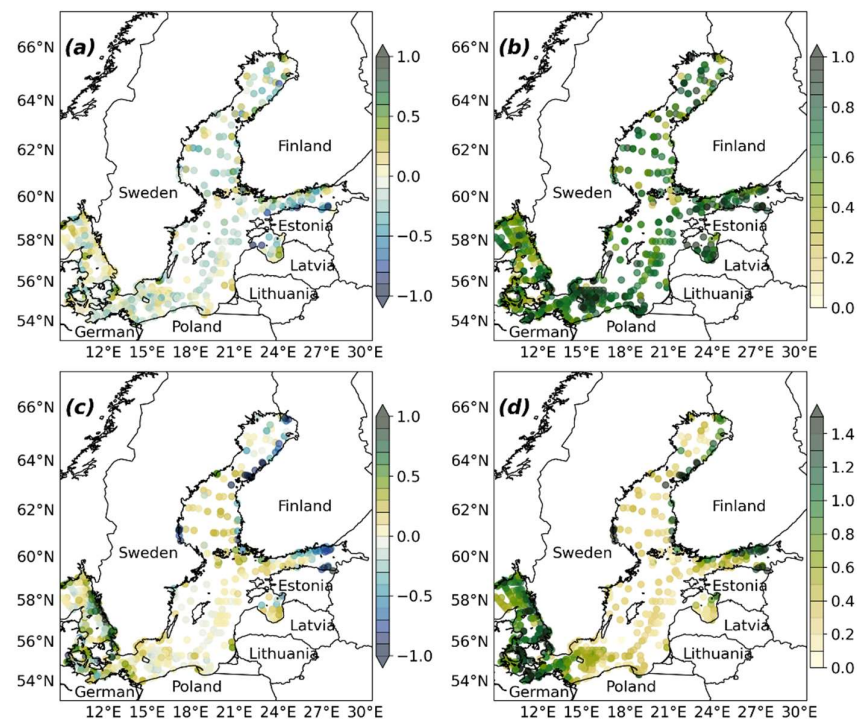 (a)
66°N
64°N
62°N
60°N
58°N
56°N
54°N
Finland
Sweden
Estonia
Latvia
Lithuania
Poland
Germany
12°E 15°E 18°E 21°E 24°E 27°E 30°E
1.0
0.5
0.0
−0.5
−1.0
(b)
Finland
Sweden
Estonia
Latvia
Lithuania
Poland
Germany
66°N
64°N
62°N
60°N
58°N
56°N
54°N
12°E 15°E 18°E 21°E 24°E 27°E 30°E
1.0
0.8
0.6
0.4
0.2
0.0
(c)
66°N
64°N
62°N
60°N
58°N
56°N
54°N
Finland
Sweden
Estonia
Latvia
Lithuania
Poland
Germany
12°E 15°E 18°E 21°E 24°E 27°E 30°E
1.0
0.5
0.0
−0.5
−1.0
(d)
66°N
64°N
62°N
60°N
58°N
56°N
54°N
Finland
Sweden
Estonia
Latvia
Lithuania
Poland
Germany
12°E 15°E 18°E 21°E 24°E 27°E 30°E
1.4
1.2
1.0
0.8
0.6
0.4
0.2
0.0